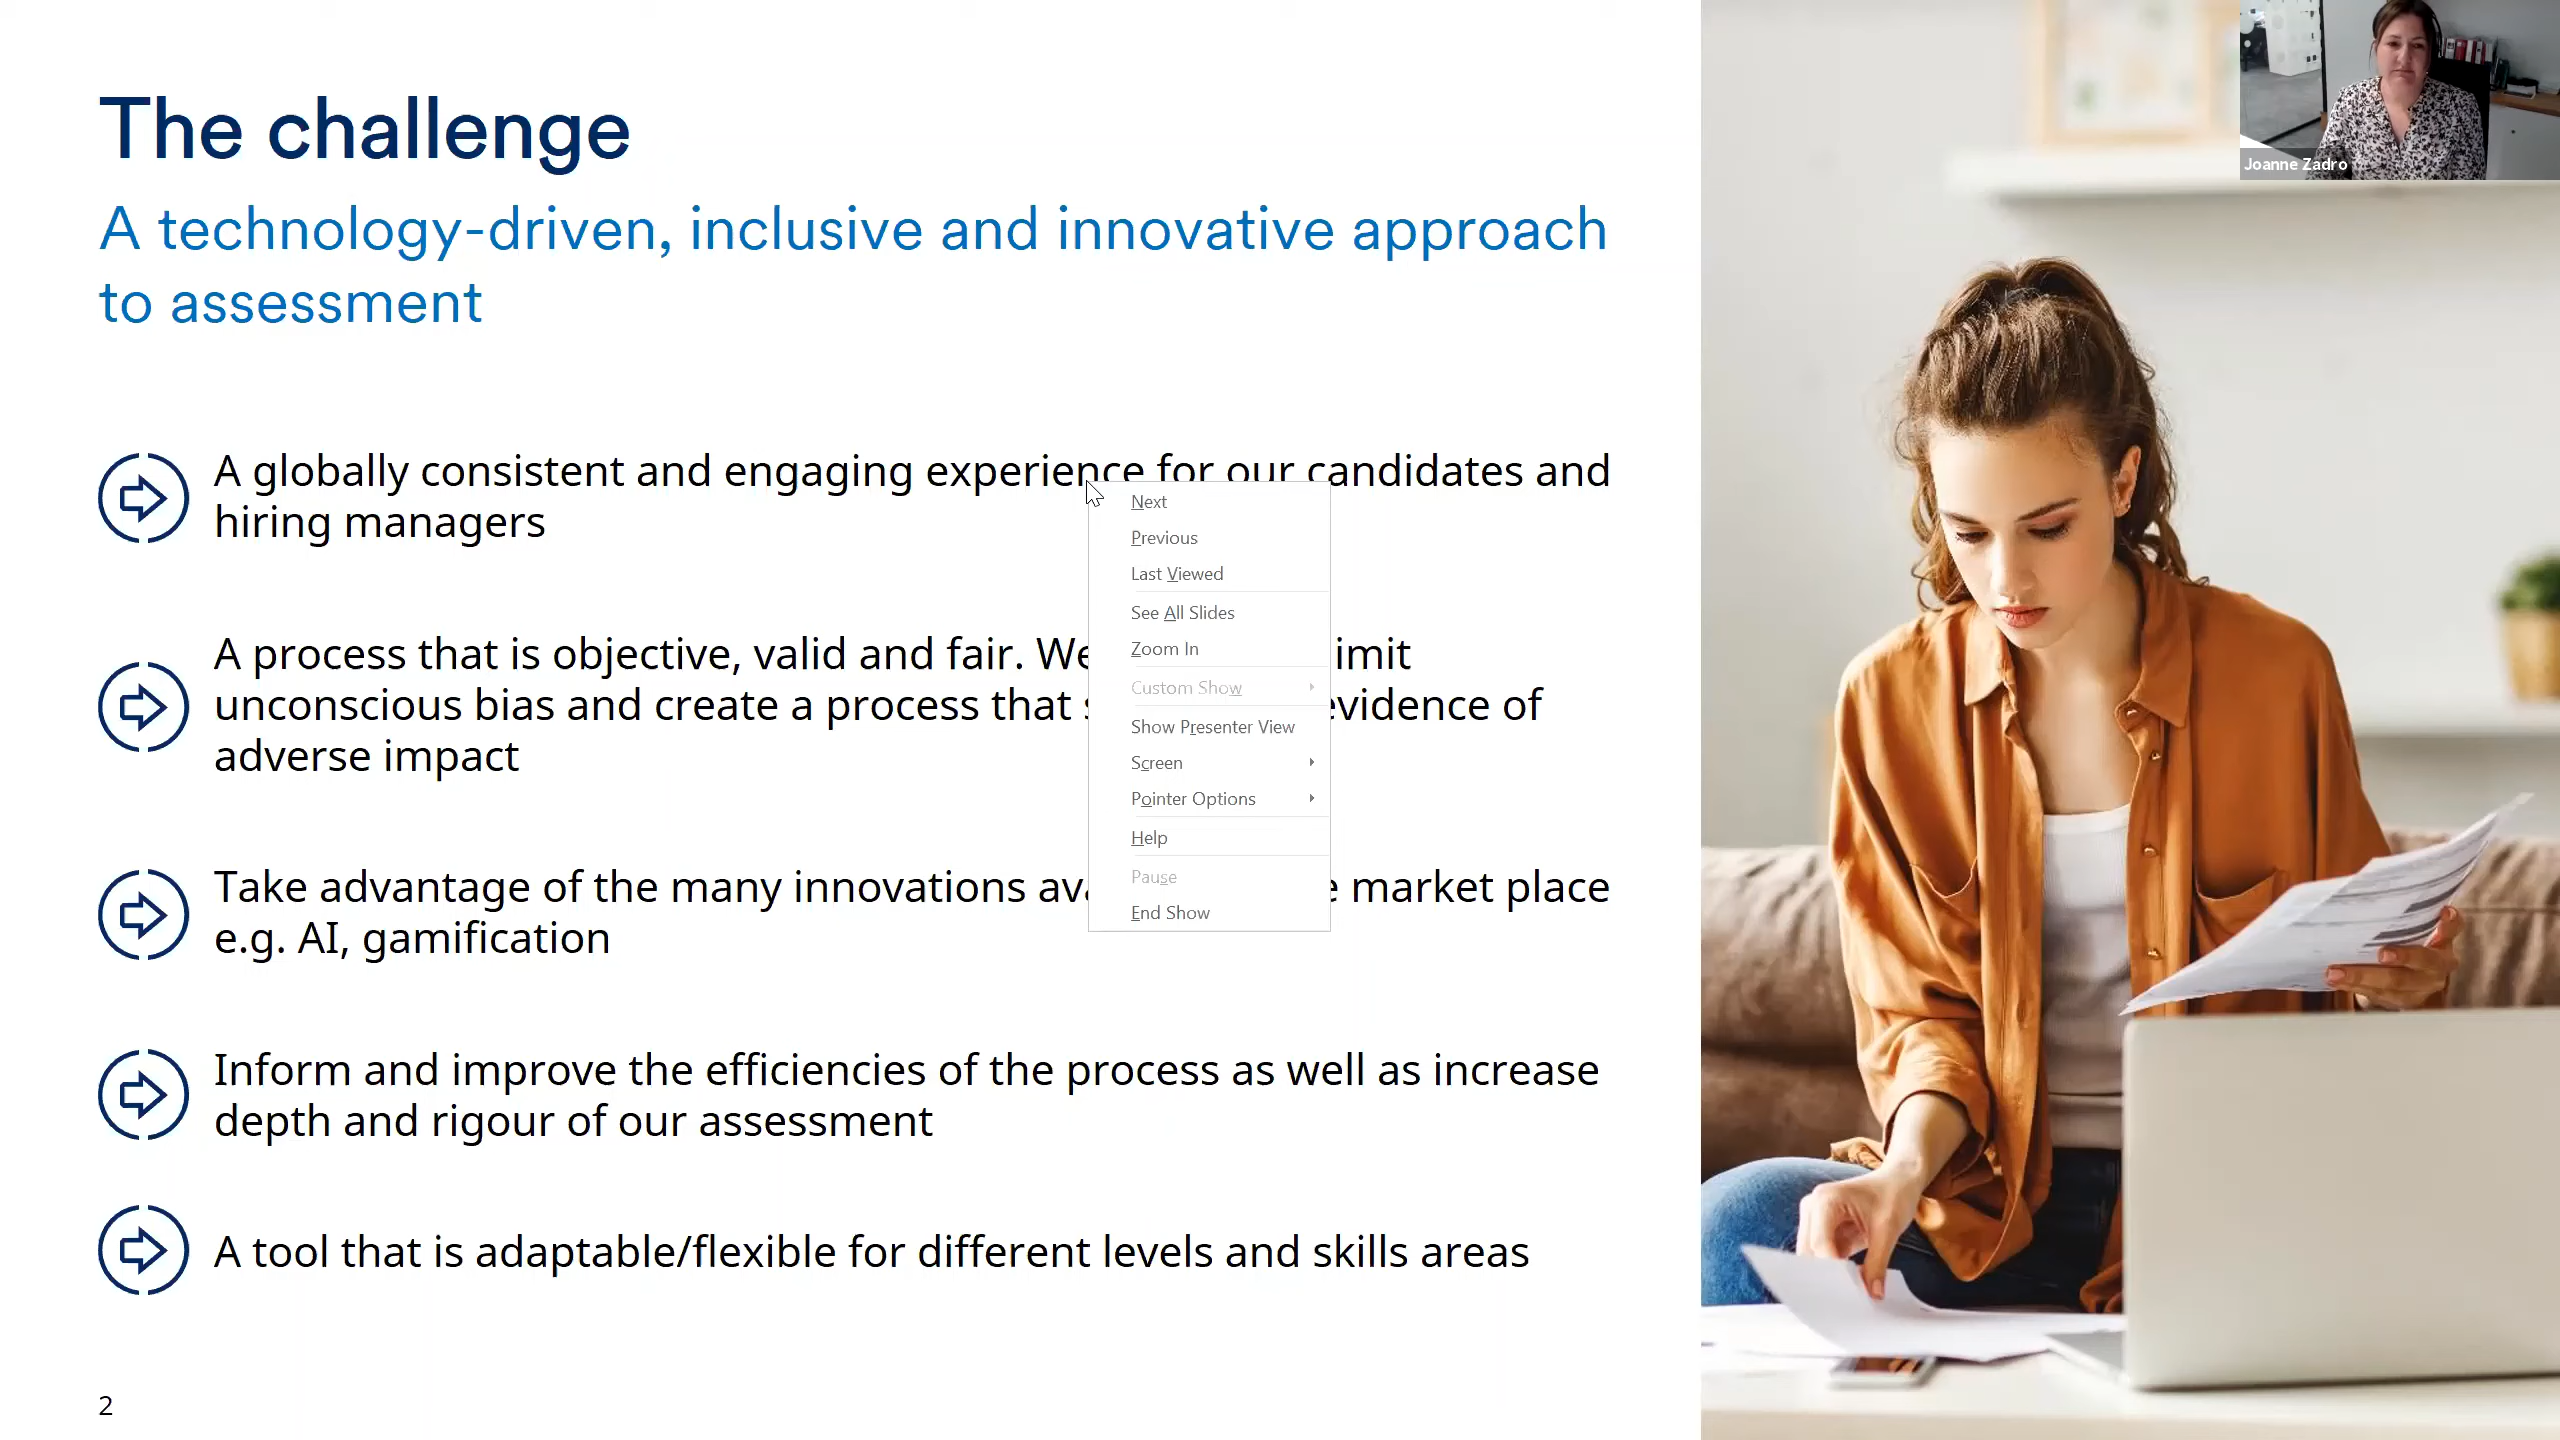 The challenge
A technology-driven, inclusive and innovative approach
to assessment
A globally consistent and engaging experience for our candidates and
hiring managers
A process that is objective, valid and fair. We imit
unconscious bias and create a process that evidence of
adverse impact
Take advantage of the many innovations market place
e.g. AI, gamification
Inform and improve the efficiencies of the process as well as increase
depth and rigour of our assessment
A tool that is adaptable/flexible for different levels and skills areas
2
Next
Previous
Last Viewed
See All Slides
Zoom In
Custom Show
Show Presenter View
Screen
Pointer Options
Help
Pause
End Show
Joanne Zadro